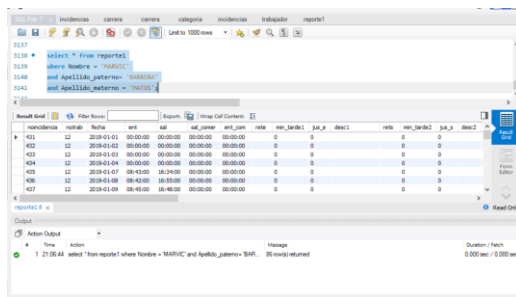 SQL File 7* incidencias carrera carrera categoria incidencias trabajador reporte1
Limit to 1000 rows
3137
3138 select * from reporte1
3139 where Nombre = 'MARVIC'
3140 and Apellido_paterno= 'BARRERA'
3141 and Apellido_materno = 'MATOS';
Result Grid Filter Rows: Export: Wrap Cell Content:
noincidencia notrab fecha ent sal sal_comer ent_com reta min_tarde1 jus_e desc1 reta min_tarde2 jus_s desc2
431 12 2019-01-01 00:00:00 00:00:00 00:00:00 00:00:00 0 0 0 0
432 12 2019-01-02 00:00:00 00:00:00 00:00:00 00:00:00 0 0 0 0
433 12 2019-01-03 00:00:00 00:00:00 00:00:00 00:00:00 0 0 0 0
434 12 2019-01-04 00:00:00 00:00:00 00:00:00 00:00:00 0 0 0 0
435 12 2019-01-07 08:43:00 16:34:00 00:00:00 00:00:00 0 0 0 0
436 12 2019-01-08 08:42:00 16:55:00 00:00:00 00:00:00 0 0 0 0
437 12 2019-01-09 08:45:00 16:48:00 00:00:00 00:00:00 0 0 0 0
Result Grid
Form Editor
reporte1 8 Read Only
Output
Action Output
# Time Action Message Duration / Fetch
1 21:06:44 select * from reporte1 where Nombre = 'MARVIC' and Apellido_paterno= 'BAR... 86 row(s) returned 0.000 sec / 0.000 sec